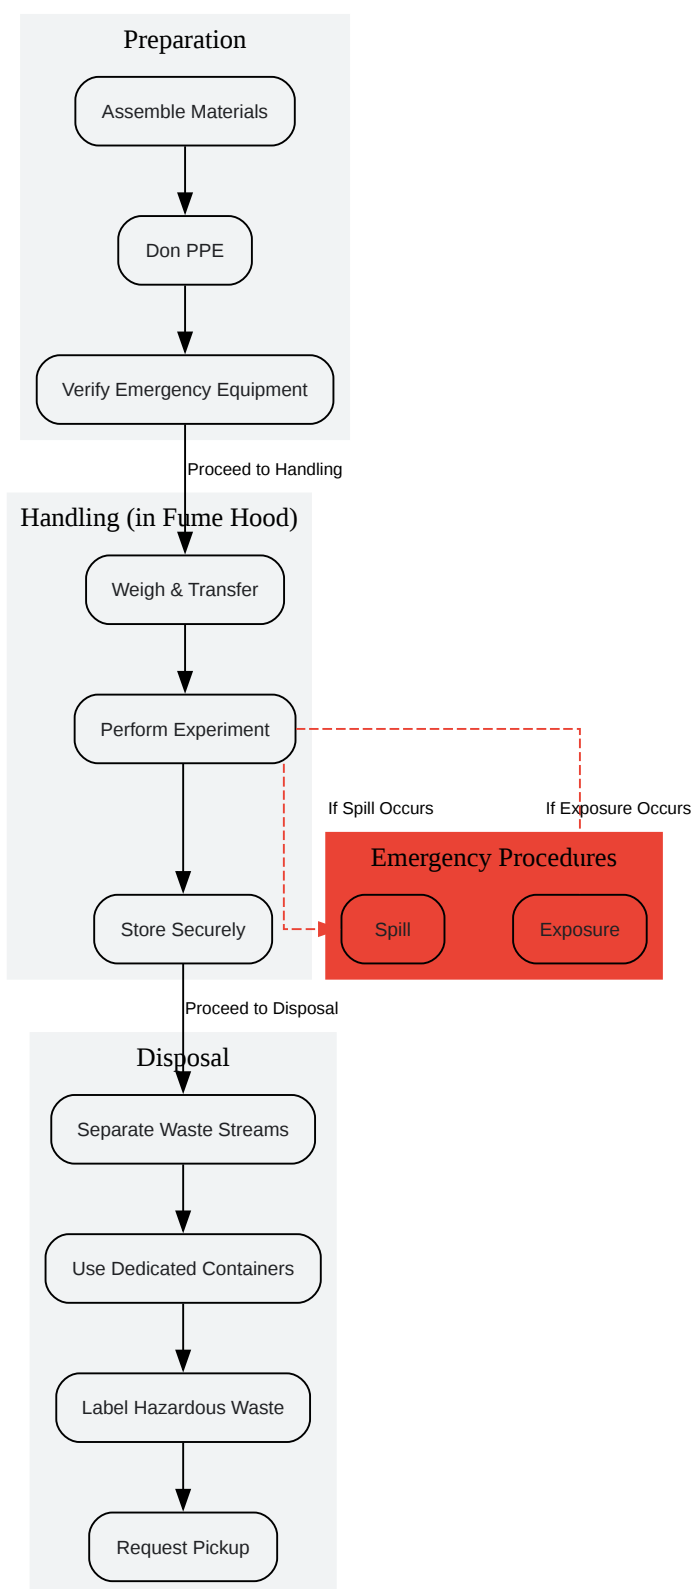 Preparation
Assemble Materials
Don PPE
Verify Emergency Equipment
Proceed to Handling
Handling (in Fume Hood)
Weigh & Transfer
Perform Experiment
If Spill Occurs
If Exposure Occurs
Emergency Procedures
Store Securely
Spill
Exposure
Proceed to Disposal
Disposal
Separate Waste Streams
Use Dedicated Containers
Label Hazardous Waste
Request Pickup